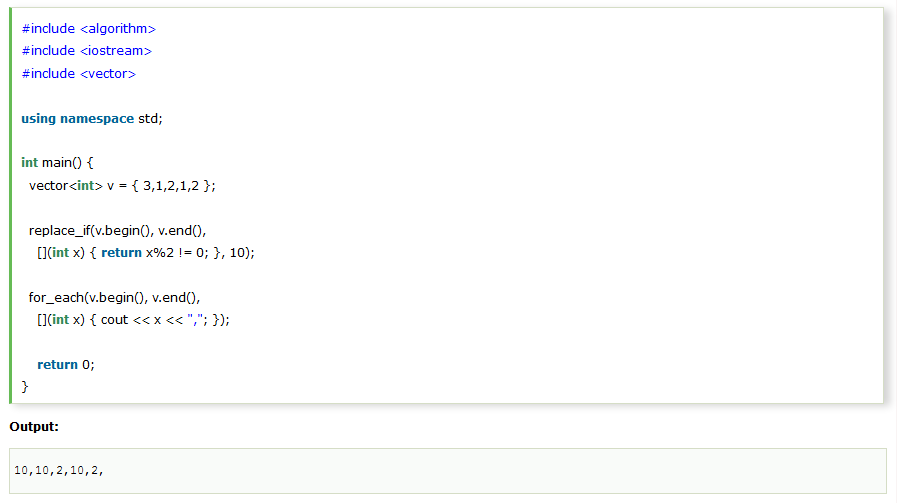 #include <algorithm>
#include <iostream>
#include <vector>
using namespace std;
int main() {
vector<int> v = { 3,1,2,1,2 };
replace_if(v.begin(), v.end(),
[](int x) { return x%2 != 0; }, 10);
for_each(v.begin(), v.end(),
[](int x) { cout << x << ","; });
return 0;
}
Output:
10,10,2,10,2,